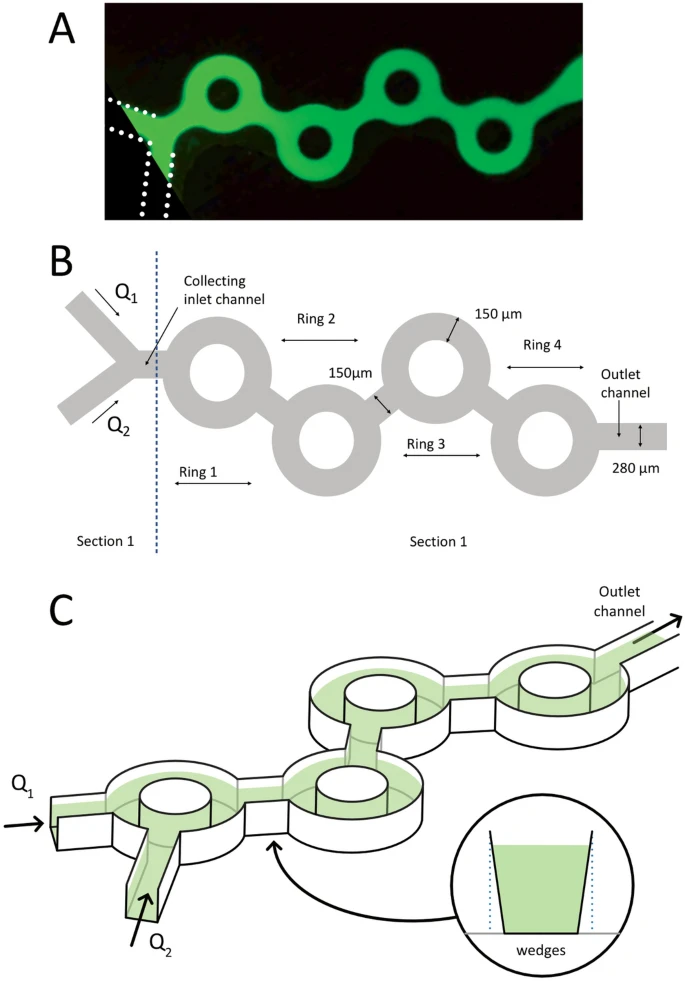 A
B
Q1
Collecting
inlet channel
Ring 2
150 μm
Ring 4
150μm
Outlet
channel
Q2
Ring 3
Ring 1
280 μm
Section 1
Section 1
C
Outlet
channel
Q1
Q2
wedges